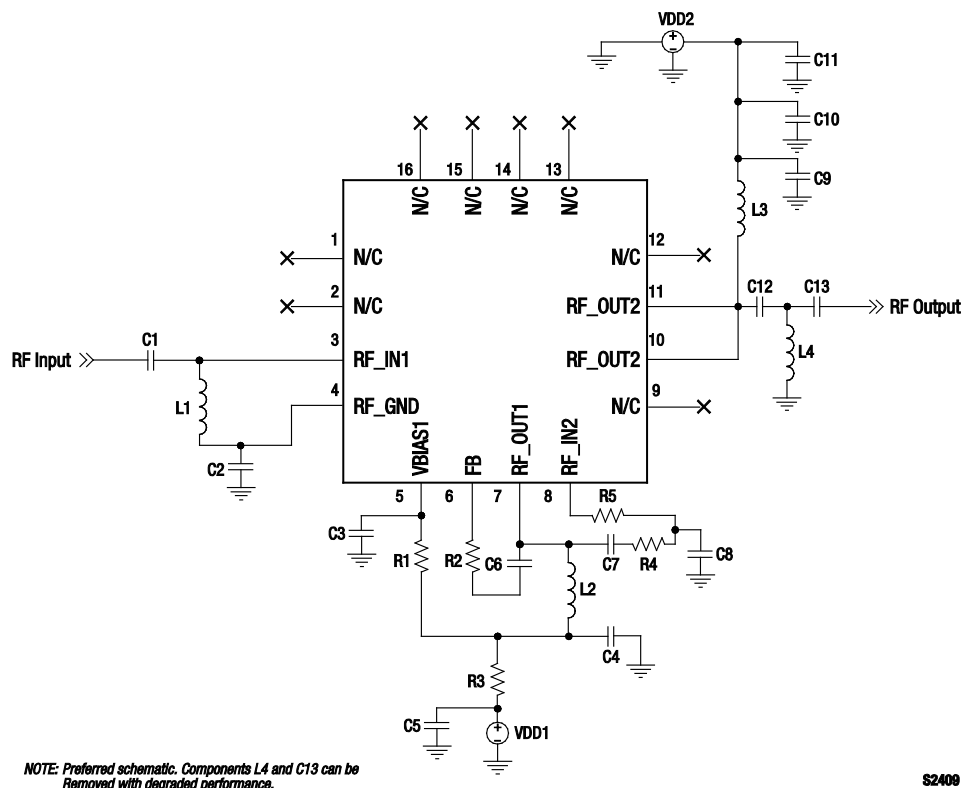 VDD2
C11
C10
C9
L3
16 15 14 13
N/C N/C N/C N/C
1 N/C
2 N/C
3 RF_IN1
4 RF_GND
12 N/C
11 RF_OUT2
10 RF_OUT2
9 N/C
C12 C13
RF Output
L4
RF Input
C1
L1
C2
VBIAS1 FB RF_OUT1 RF_IN2
5 6 7 8
R5
C3
R1 R2 C6 C7 R4 C8
L2
C4
R3
C5
VDD1
NOTE: Preferred schematic. Components L4 and C13 can be
Removed with degraded performance.
S2409